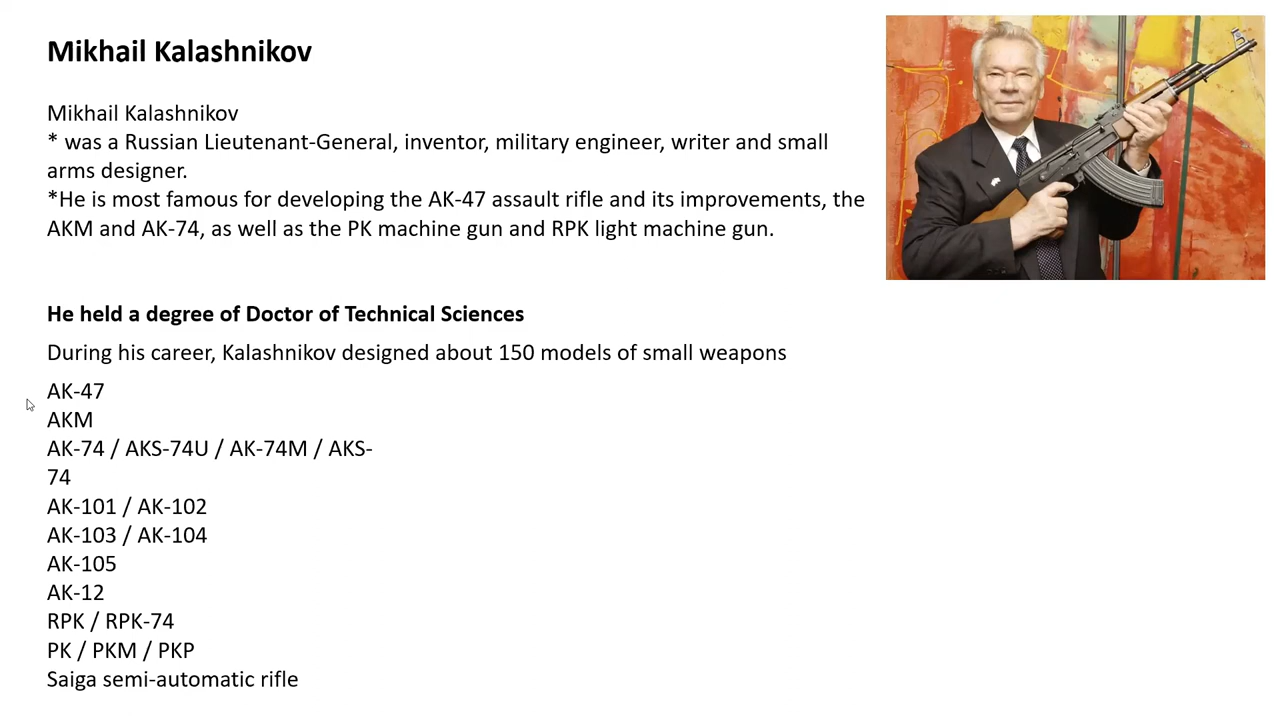 Mikhail Kalashnikov
Mikhail Kalashnikov
* was a Russian Lieutenant-General, inventor, military engineer, writer and small
arms designer.
*He is most famous for developing the AK-47 assault rifle and its improvements, the
AKM and AK-74, as well as the PK machine gun and RPK light machine gun.
He held a degree of Doctor of Technical Sciences
During his career, Kalashnikov designed about 150 models of small weapons
AK-47
AKM
AK-74 / AKS-74U / AK-74M / AKS-
74
AK-101 / AK-102
AK-103 / AK-104
AK-105
AK-12
RPK / RPK-74
PK / PKM / PKP
Saiga semi-automatic rifle